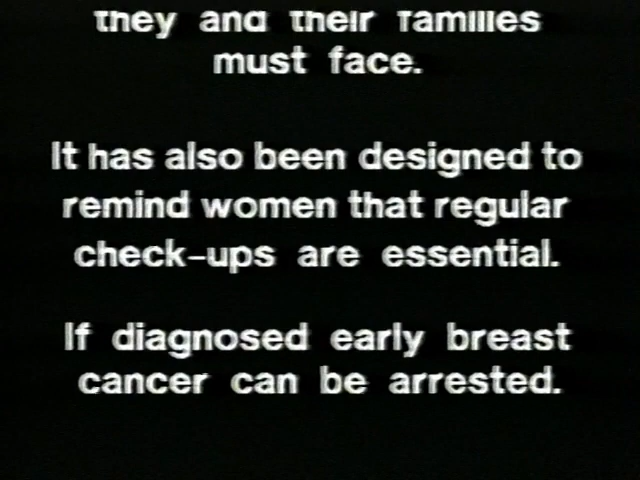 they and their families
must face.
It has also been designed to
remind women that regular
check-ups are essential.
If diagnosed early breast
cancer can be arrested.